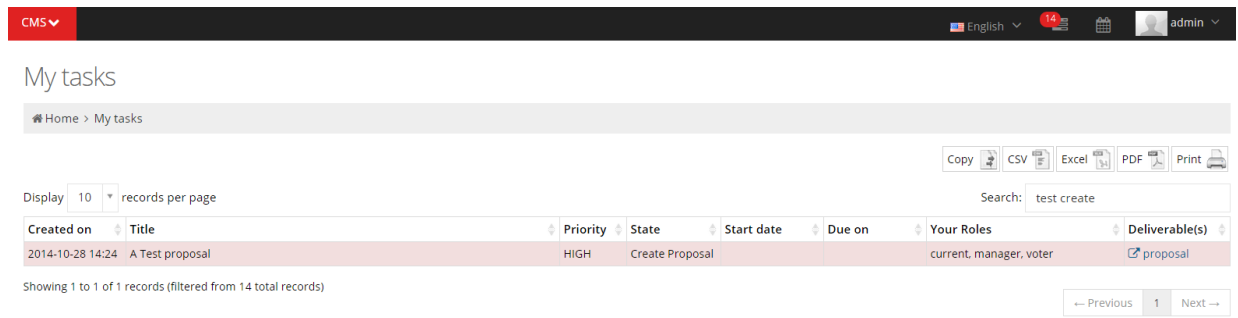 CMS
English 14 admin
My tasks
Home > My tasks
Copy CSV Excel PDF Print
Display 10 records per page Search: test create
Created on Title Priority State Start date Due on Your Roles Deliverable(s)
2014-10-28 14:24 A Test proposal HIGH Create Proposal current, manager, voter proposal
Showing 1 to 1 of 1 records (filtered from 14 total records)
← Previous 1 Next →